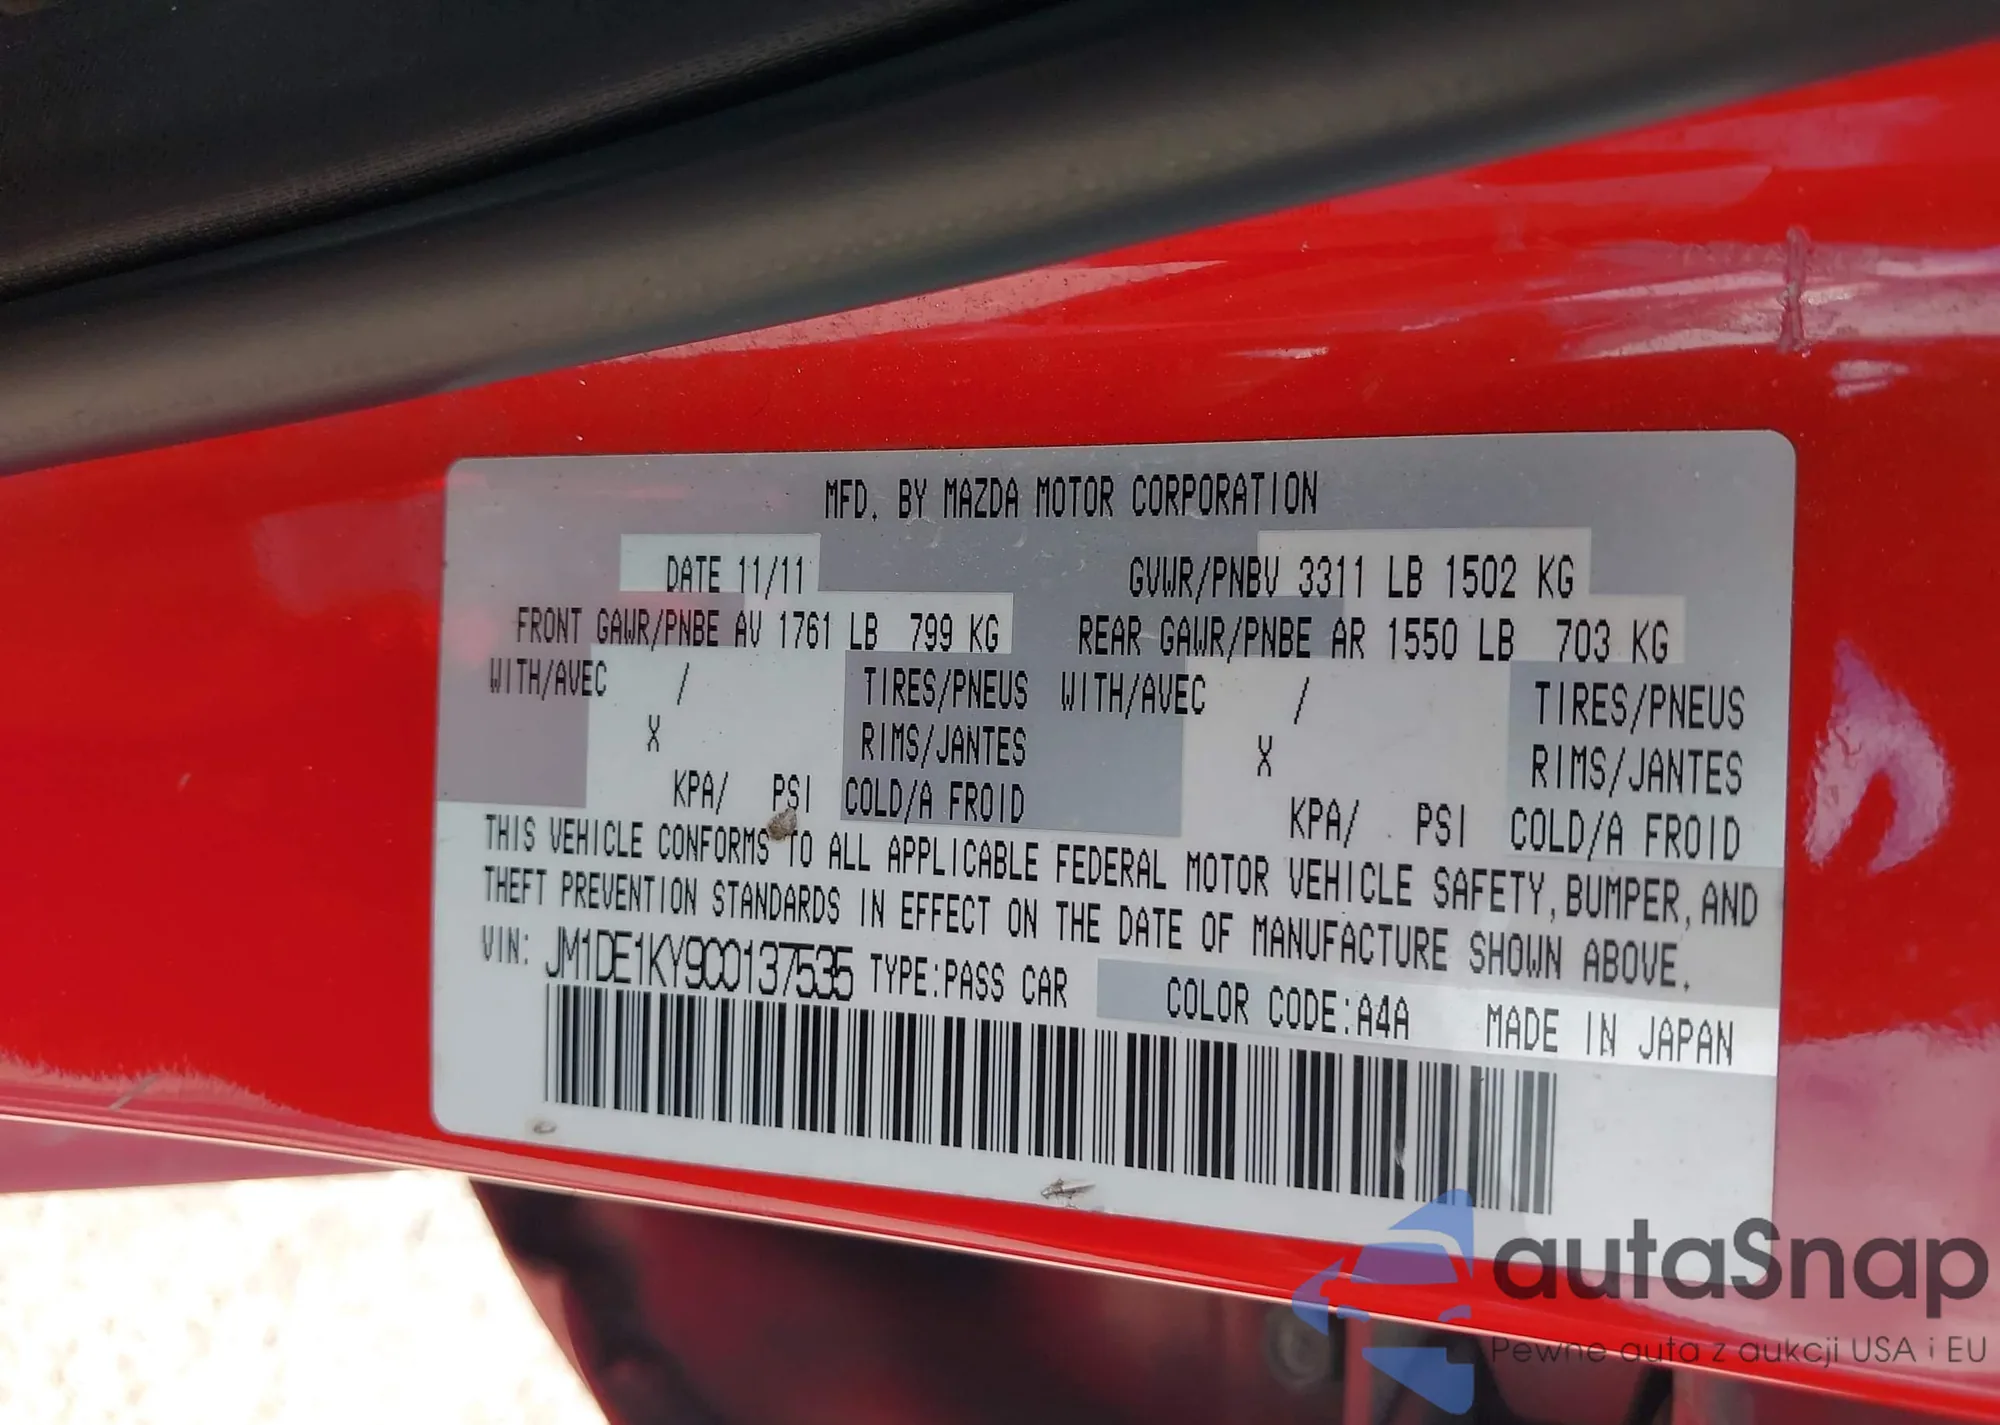 MFD. BY MAZDA MOTOR CORPORATION
DATE 11/11 GVWR/PNBV 3311 LB 1502 KG
FRONT GAWR/PNBE AV 1761 LB 799 KG REAR GAWR/PNBE AR 1550 LB 703 KG
WITH/AVEC / TIRES/PNEUS WITH/AVEC / TIRES/PNEUS
X RIMS/JANTES X RIMS/JANTES
KPA/ PSI COLD/A FROID KPA/ PSI COLD/A FROID
THIS VEHICLE CONFORMS TO ALL APPLICABLE FEDERAL MOTOR VEHICLE SAFETY, BUMPER, AND
THEFT PREVENTION STANDARDS IN EFFECT ON THE DATE OF MANUFACTURE SHOWN ABOVE.
VIN: JM1DE1KY9C0137535 TYPE:PASS CAR COLOR CODE:A4A MADE IN JAPAN
autaSnap
Pewne auta z aukcji USA i EU